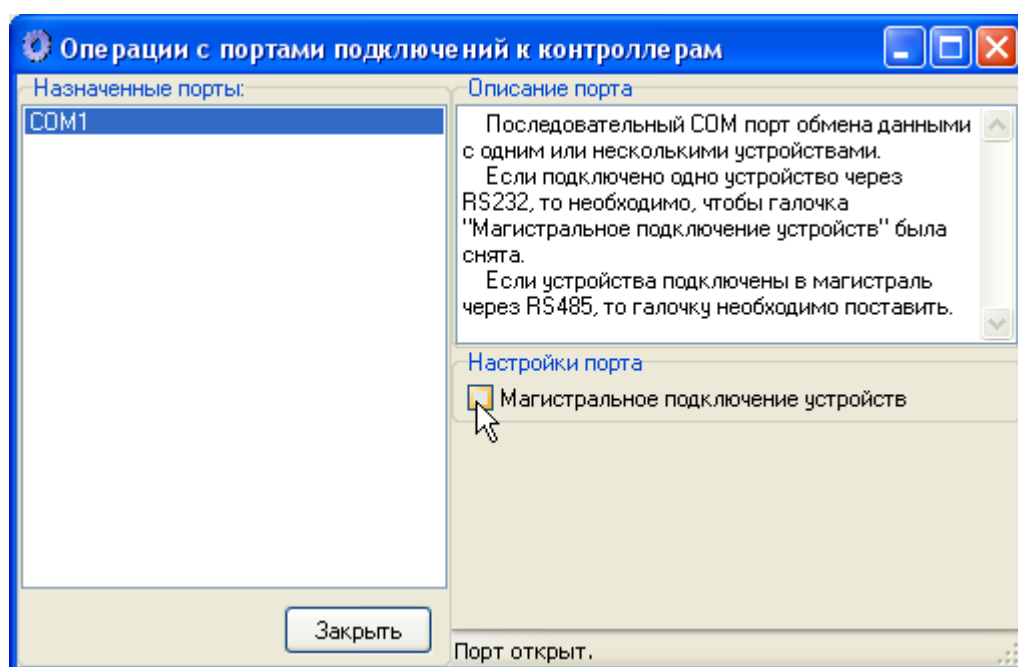 Операции с портами подключений к контроллерам
Назначенные порты:
COM1
Описание порта
Последовательный COM порт обмена данными
с одним или несколькими устройствами.
Если подключено одно устройство через
RS232, то необходимо, чтобы галочка
"Магистральное подключение устройств" была
снята.
Если устройства подключены в магистраль
через RS485, то галочку необходимо поставить.
Настройки порта
Магистральное подключение устройств
Закрыть
Порт открыт.